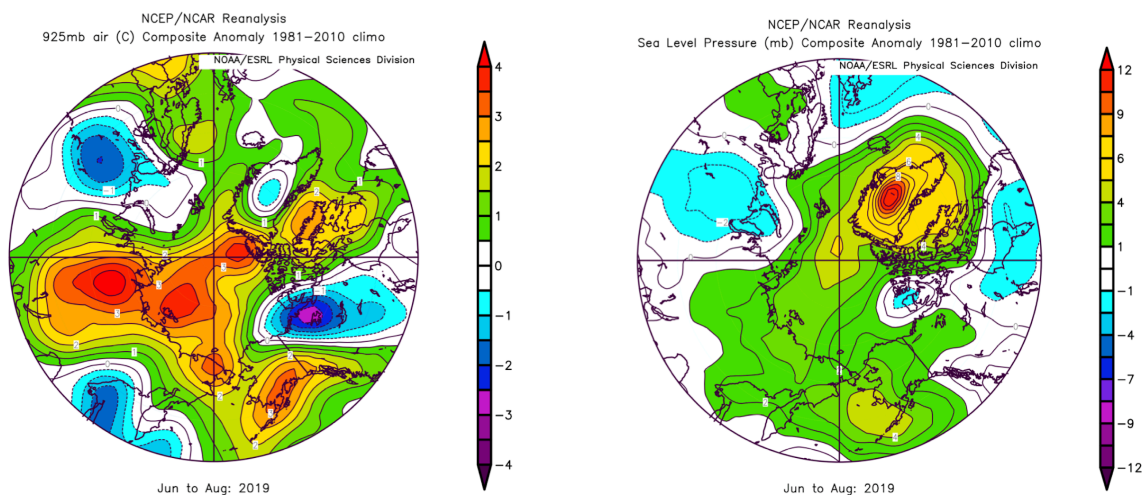 NCEP/NCAR Reanalysis
925mb air (C) Composite Anomaly 1981−2010 climo
NOAA/ESRL Physical Sciences Division
4
3
2
1
0
−1
−2
−3
−4
Jun to Aug: 2019
NCEP/NCAR Reanalysis
Sea Level Pressure (mb) Composite Anomaly 1981−2010 climo
NOAA/ESRL Physical Sciences Division
12
9
6
4
1
−1
−4
−7
−9
−12
Jun to Aug: 2019